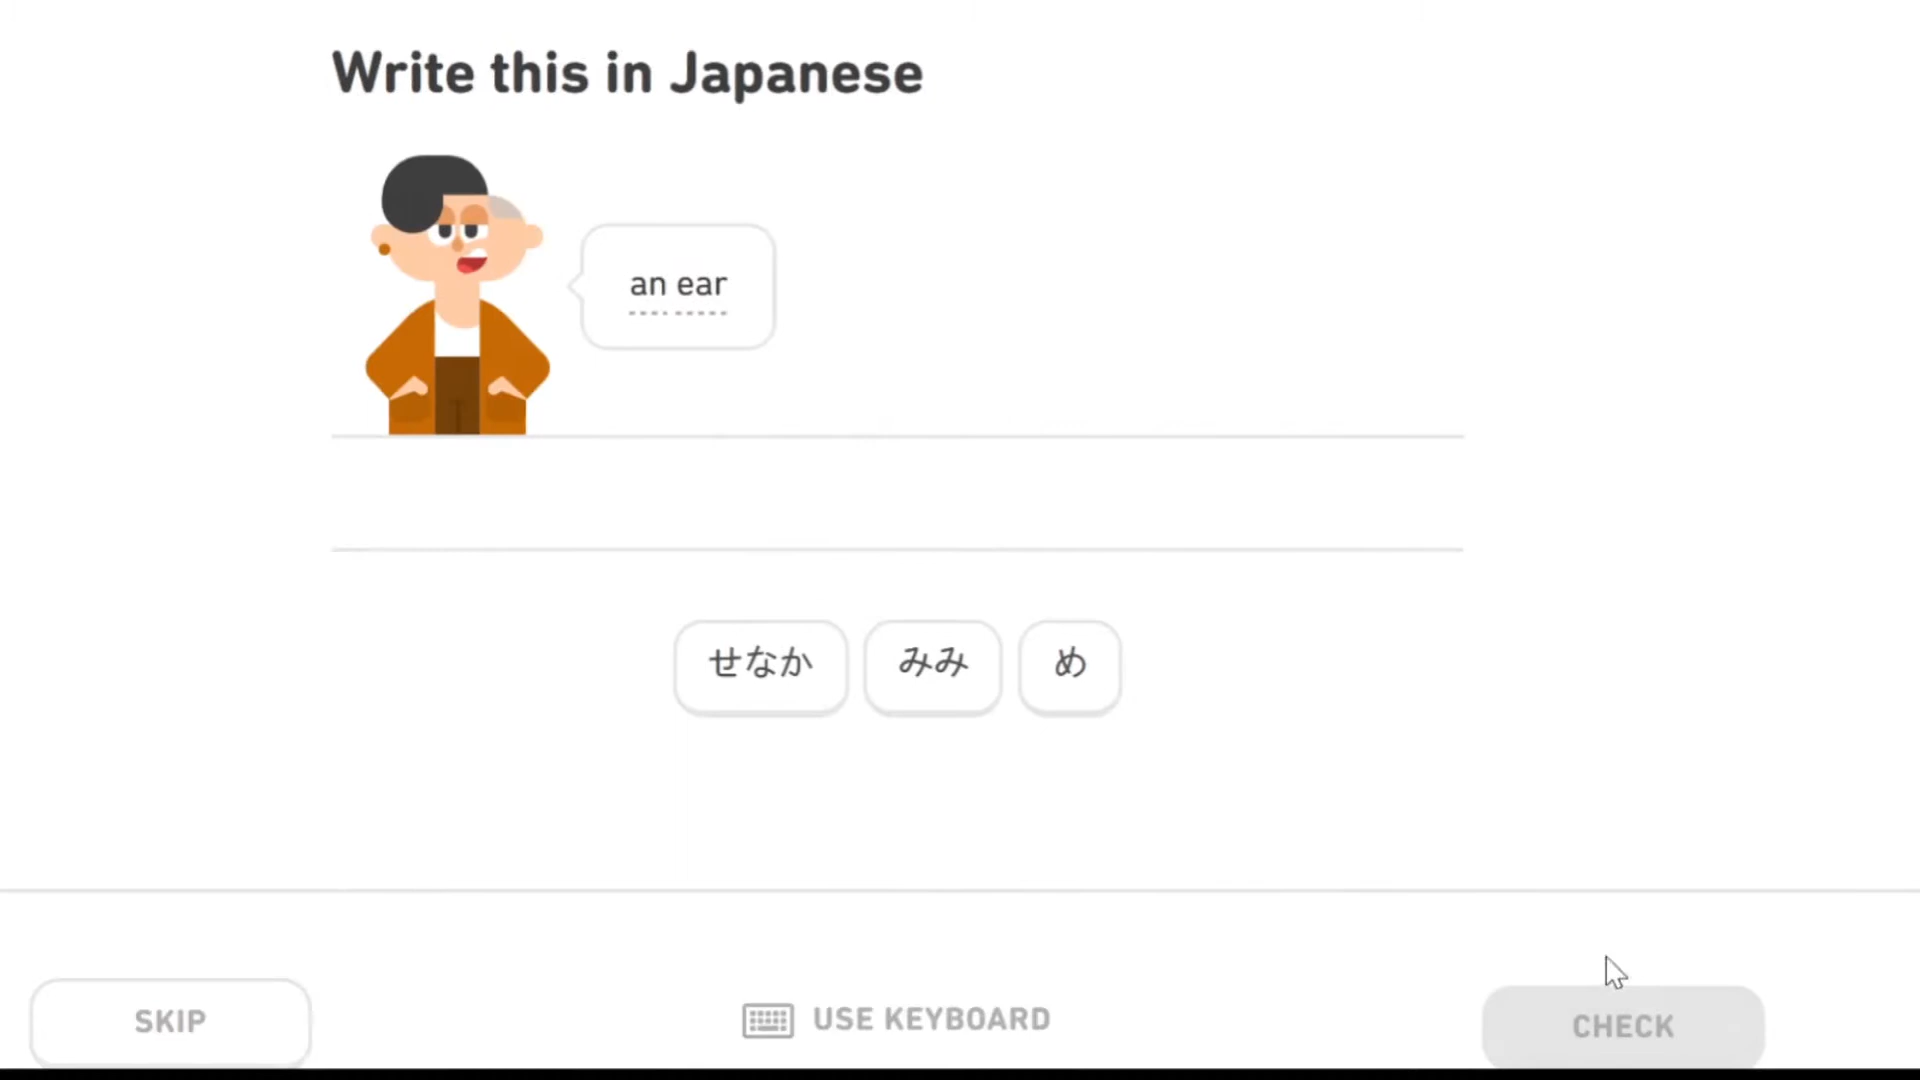 Write this in Japanese
an ear
せなか みみ め
SKIP USE KEYBOARD CHECK